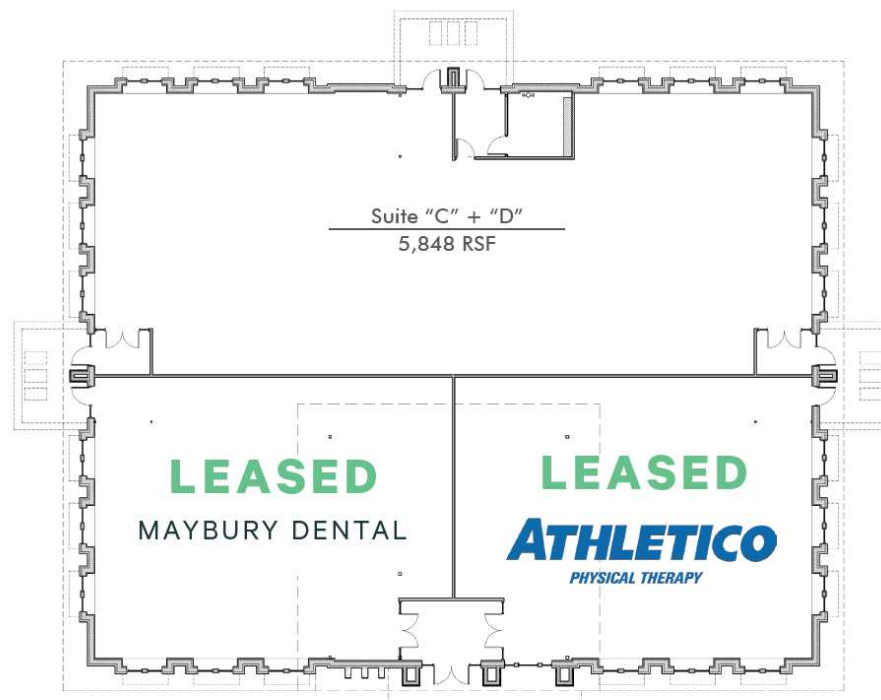 Suite “C” + “D”
5,848 RSF
LEASED
MAYBURY DENTAL
LEASED
ATHLETICO
PHYSICAL THERAPY